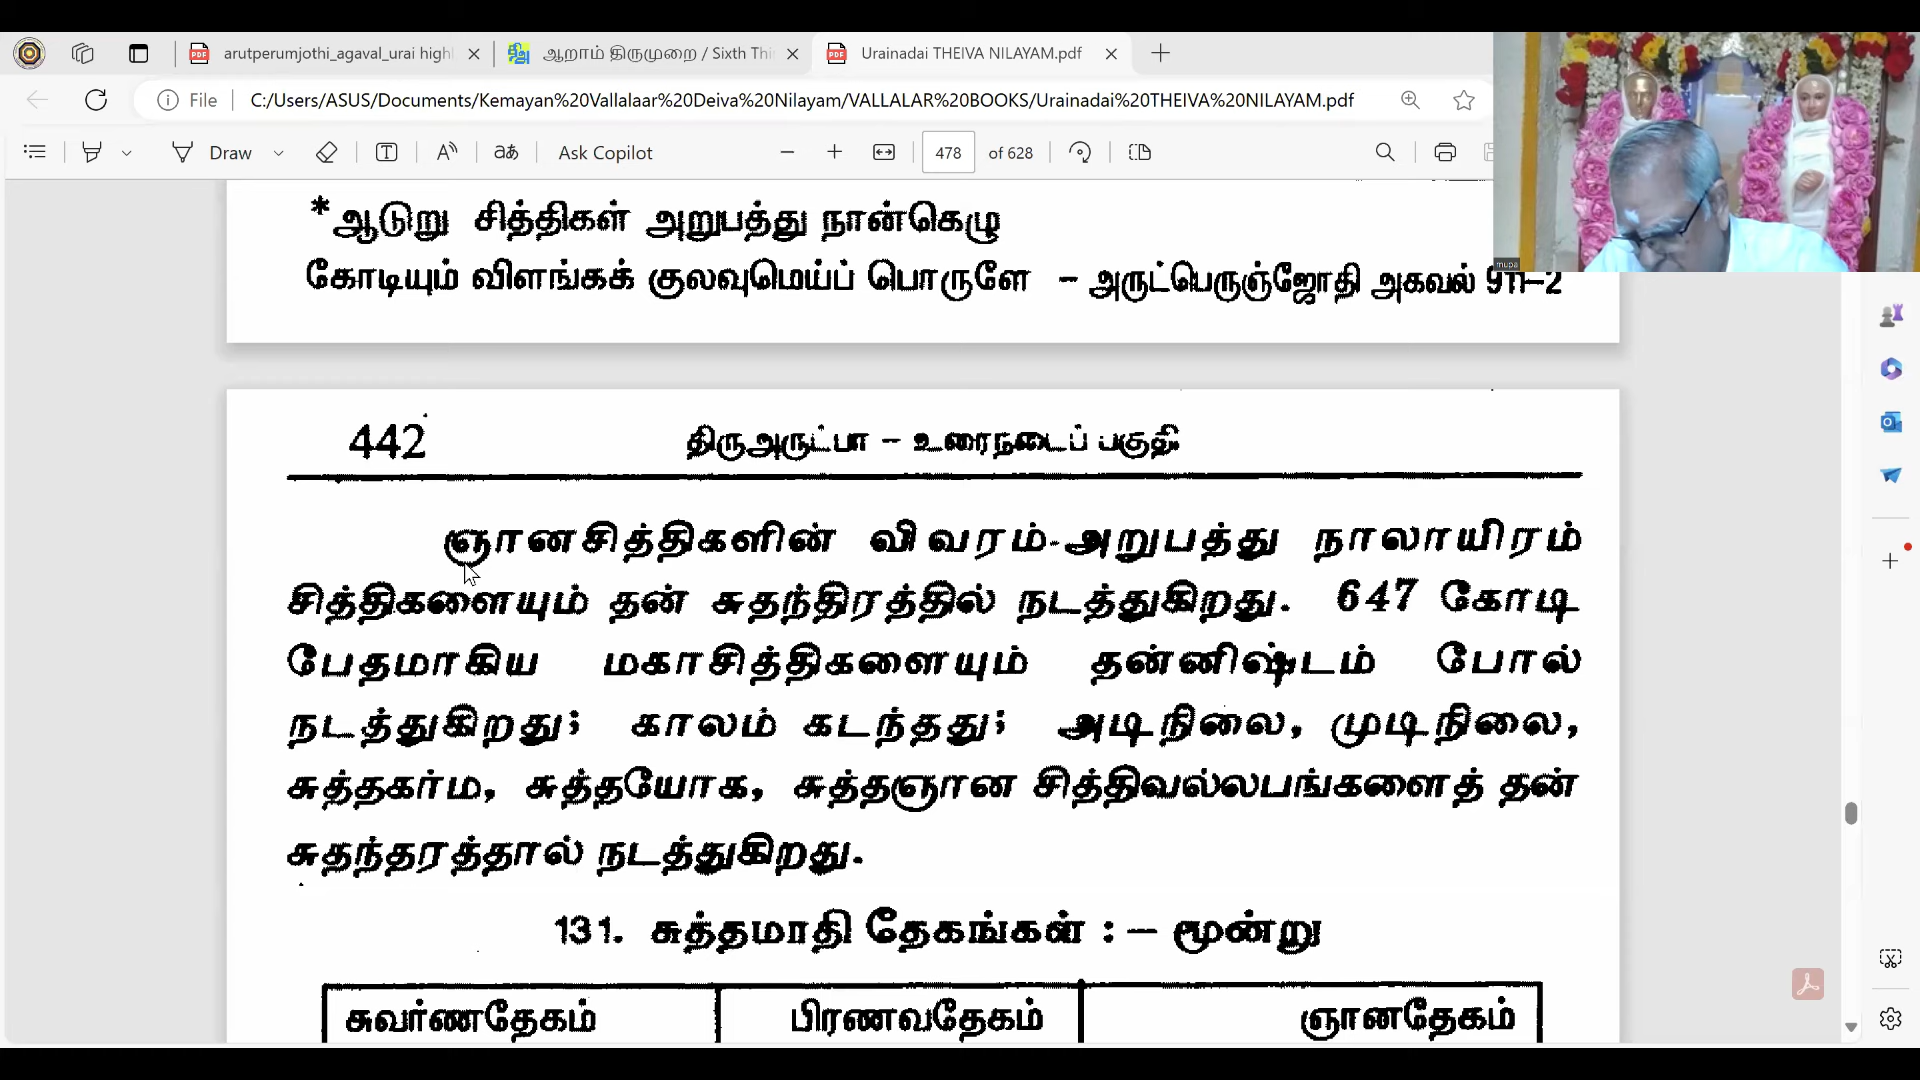 arutperumjothi_agaval_urai highl
ஆறாம் திருமுறை / Sixth Thi
Urainadai THEIVA NILAYAM.pdf
File C:/Users/ASUS/Documents/Kemayan%20Vallalaar%20Deiva%20Nilayam/VALLALAR%20BOOKS/Urainadai%20THEIVA%20NILAYAM.pdf
Draw Ask Copilot 478 of 628
*ஆடுறு சித்திகள் அறுபத்து நான்கெழு
கோடியும் விளங்கக் குலவுமெய்ப் பொருளே – அருட்பெருஞ்ஜோதி அகவல் 911–2
mupa
442 திருஅருட்பா – உரைநடைப் பகுதி
ஞானசித்திகளின் விவரம்-அறுபத்து நாலாயிரம்
சித்திகளையும் தன் சுதந்திரத்தில் நடத்துகிறது. 647 கோடி
பேதமாகிய மகாசித்திகளையும் தன்னிஷ்டம் போல்
நடத்துகிறது; காலம் கடந்தது; அடிநிலை, முடிநிலை,
சுத்தகர்ம, சுத்தயோக, சுத்தஞான சித்திவல்லபங்களைத் தன்
சுதந்தரத்தால் நடத்துகிறது.
131. சுத்தமாதி தேகங்கள் :– மூன்று
சுவர்ணதேகம் பிரணவதேகம் ஞானதேகம்